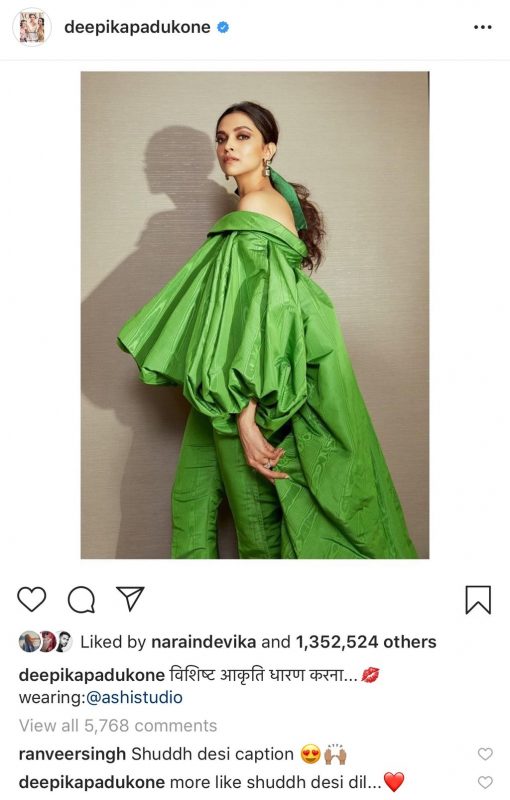 deepikapadukone
Liked by naraindevika and 1,352,524 others
deepikapadukone विशिष्ट आकृति धारण करना...💋
wearing:@ashistudio
View all 5,768 comments
ranveersingh Shuddh desi caption 😍🙌🏽
deepikapadukone more like shuddh desi dil...❤️